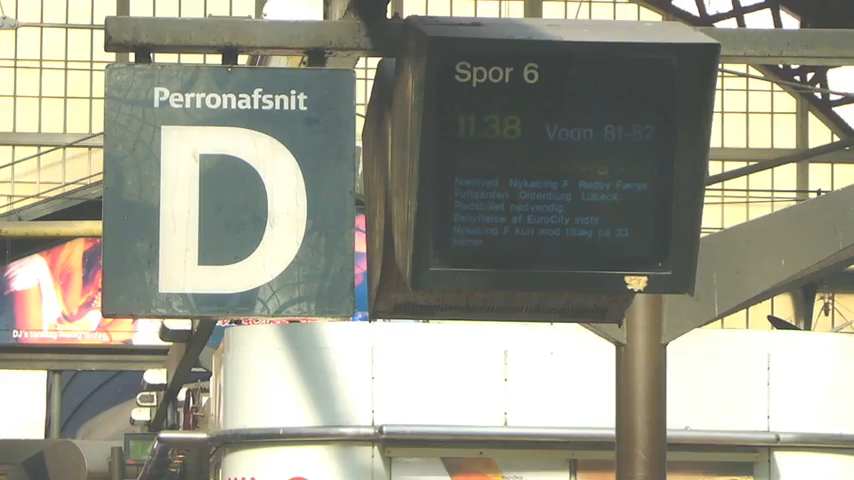 Perronafsnit
D
Spor 6
11.38 Vogn 81-82
Næstved Nykøbing F Rødby Færge
Puttgarden Oldenburg Lübeck.
Pladsbillet nødvendig.
Benyttelse af EuroCity indtil
Nykøbing F kun mod tillæg på 23
kroner.